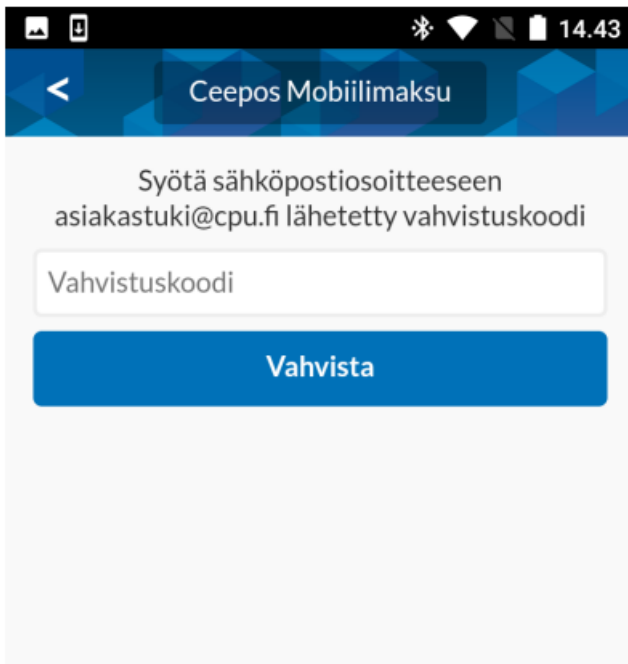 14.43
< Ceepos Mobiilimaksu
Syötä sähköpostiosoitteeseen
asiakastuki@cpu.fi lähetetty vahvistuskoodi
Vahvistuskoodi
Vahvista